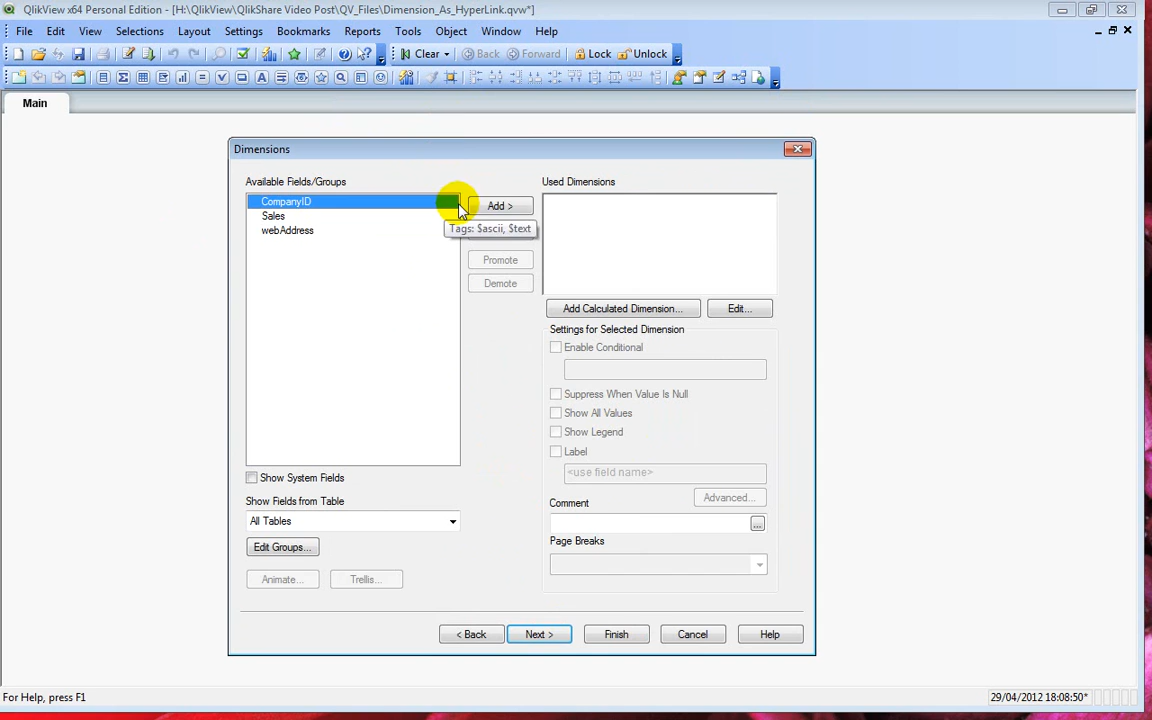 QlikView x64 Personal Edition - [H:\QlikView\QlikShare Video Post\QV_Files\Dimension_As_HyperLink.qvw*]
File Edit View Selections Layout Settings Bookmarks Reports Tools Object Window Help
Clear Back Forward Lock Unlock
Main
Dimensions
Available Fields/Groups
CompanyID
Sales
webAddress
Add >
Tags: $ascii, $text
Promote
Demote
Used Dimensions
Add Calculated Dimension... Edit...
Settings for Selected Dimension
Enable Conditional
Suppress When Value Is Null
Show All Values
Show Legend
Label
<use field name>
Advanced...
Comment
...
Page Breaks
Show System Fields
Show Fields from Table
All Tables
Edit Groups...
Animate... Trellis...
< Back Next > Finish Cancel Help
For Help, press F1
29/04/2012 18:08:50*